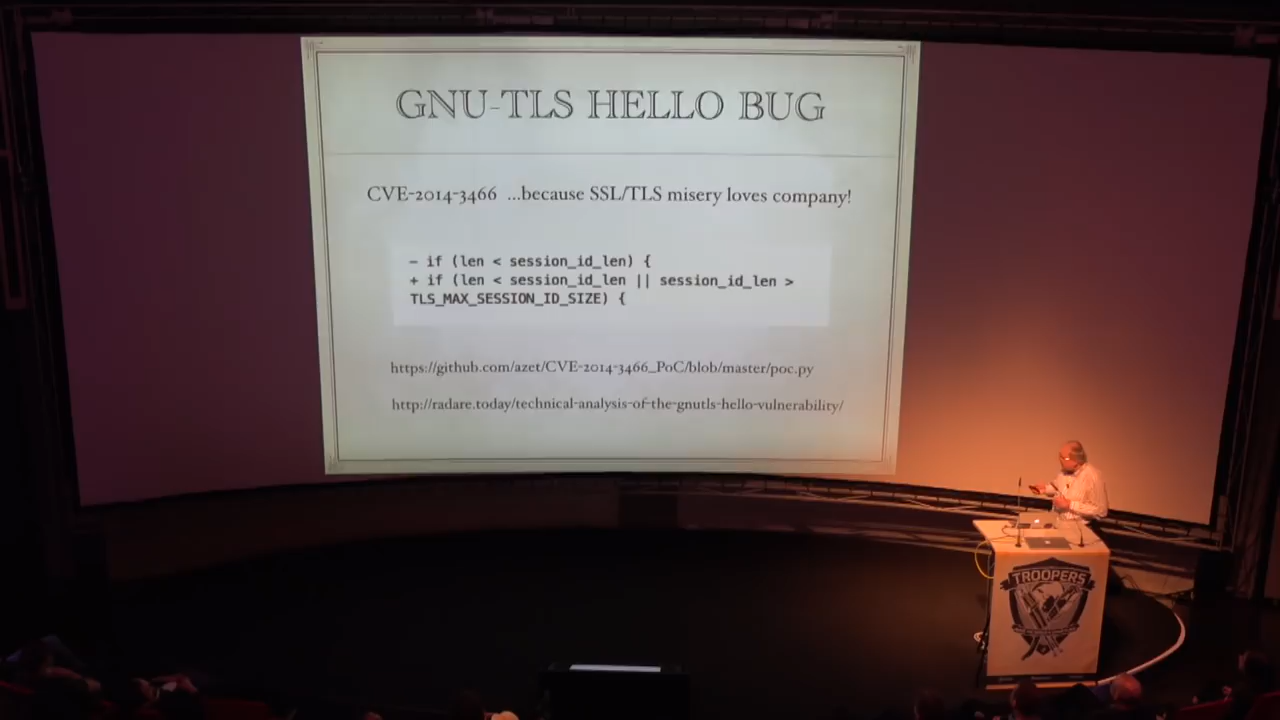 GNU-TLS HELLO BUG
CVE-2014-3466 ...because SSL/TLS misery loves company!
– if (len < session_id_len) {
+ if (len < session_id_len || session_id_len >
TLS_MAX_SESSION_ID_SIZE) {
https://github.com/azet/CVE-2014-3466_PoC/blob/master/poc.py
http://radare.today/technical-analysis-of-the-gnutls-hello-vulnerability/
TROOPERS